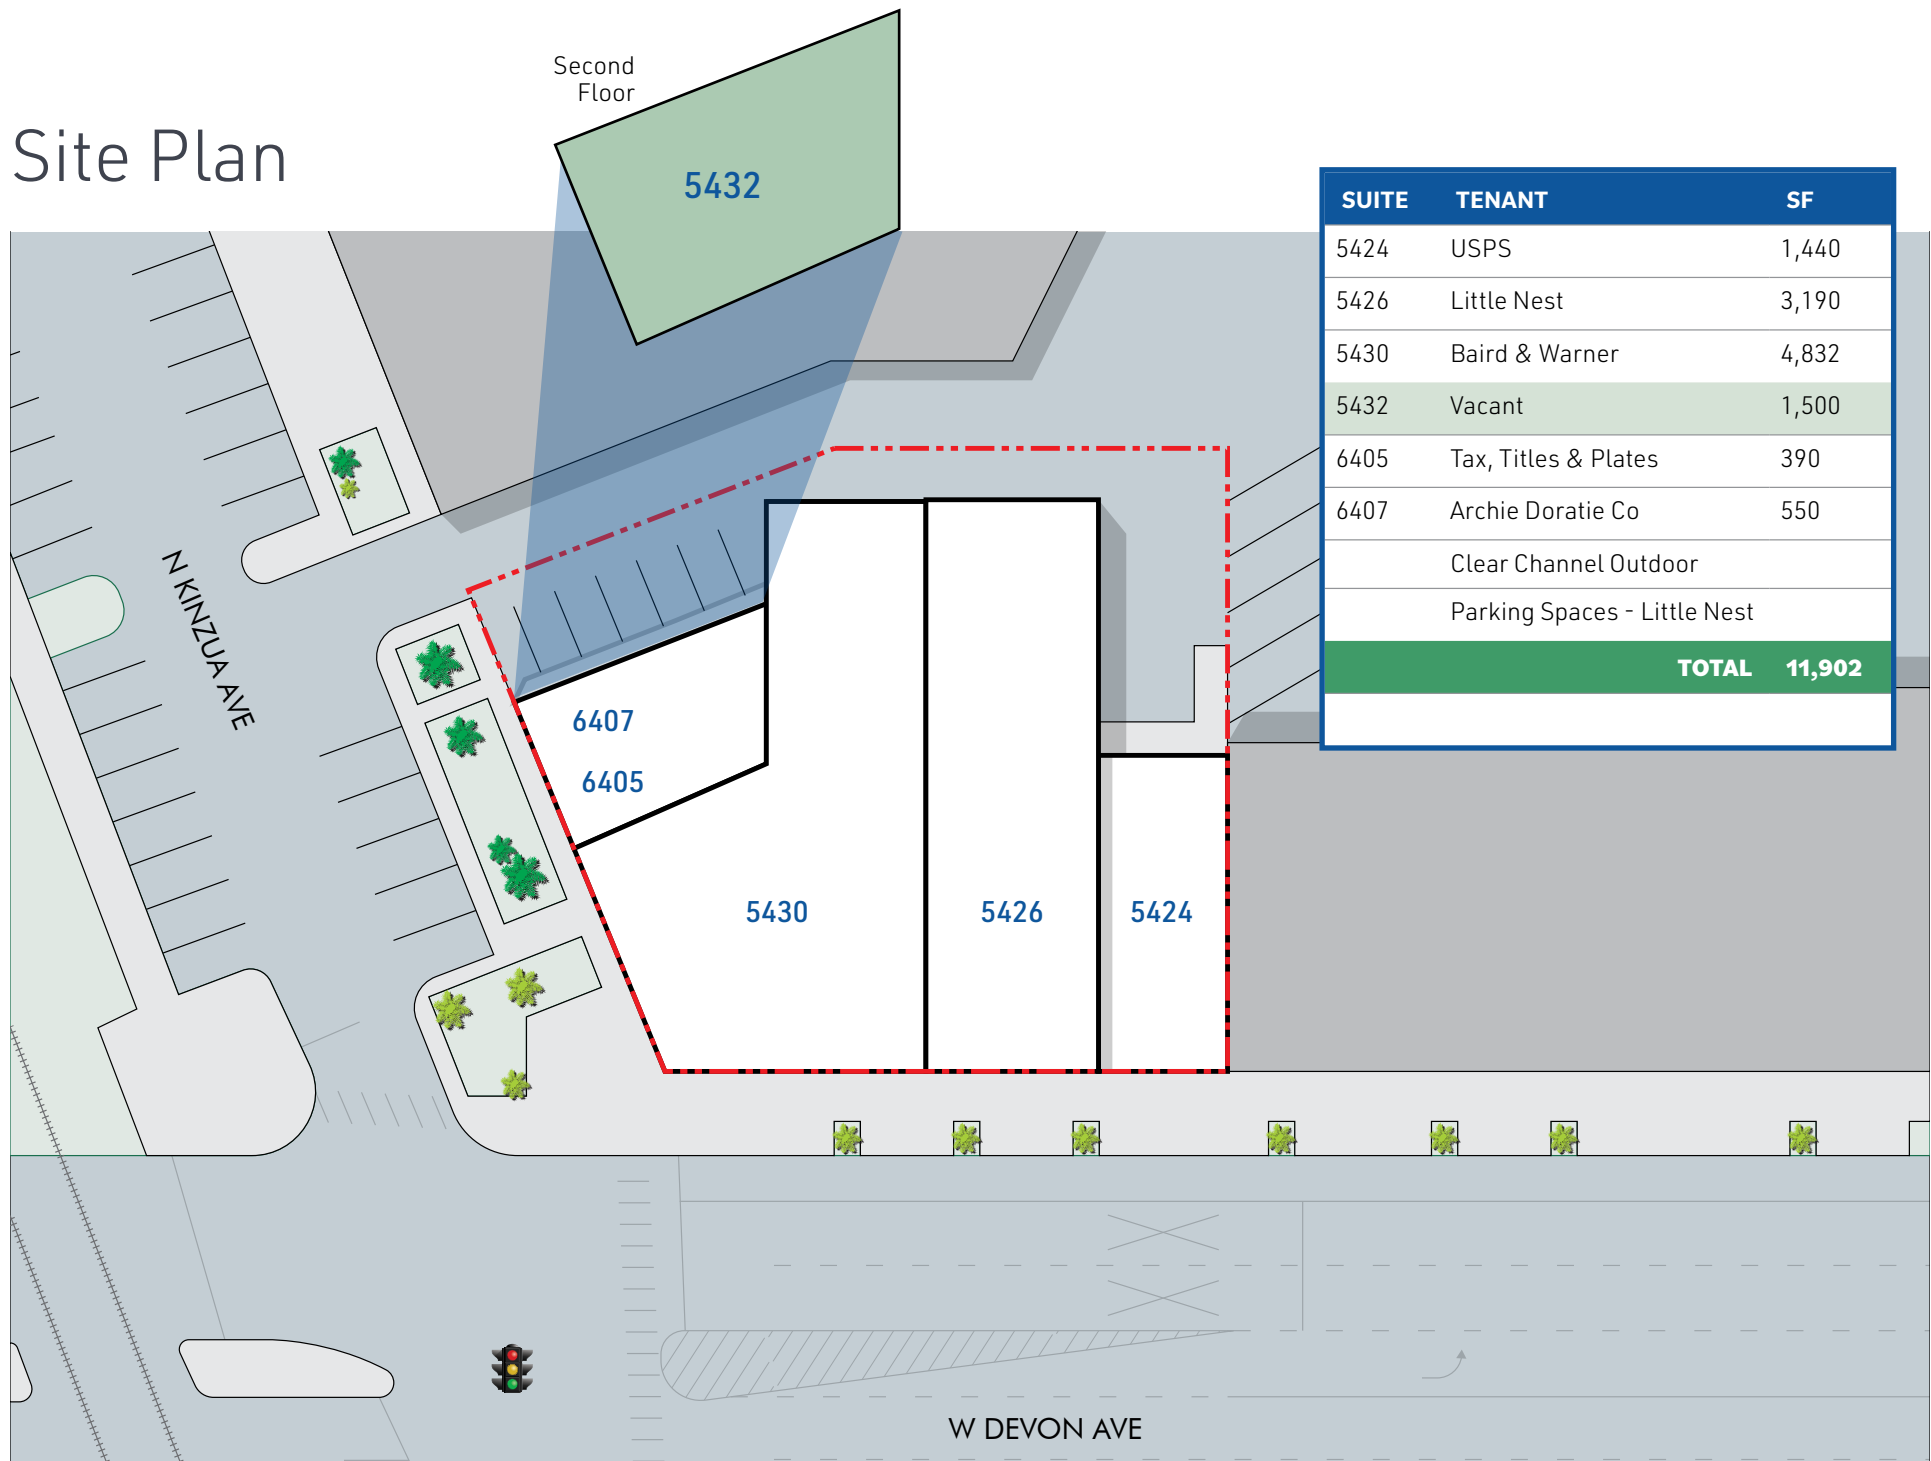 Site Plan
Second
Floor
5432
SUITE TENANT SF
5424 USPS 1,440
5426 Little Nest 3,190
5430 Baird & Warner 4,832
5432 Vacant 1,500
6405 Tax, Titles & Plates 390
6407 Archie Doratie Co 550
Clear Channel Outdoor
Parking Spaces - Little Nest
TOTAL 11,902
N KINZUA AVE
6407
6405
5430
5426
5424
W DEVON AVE